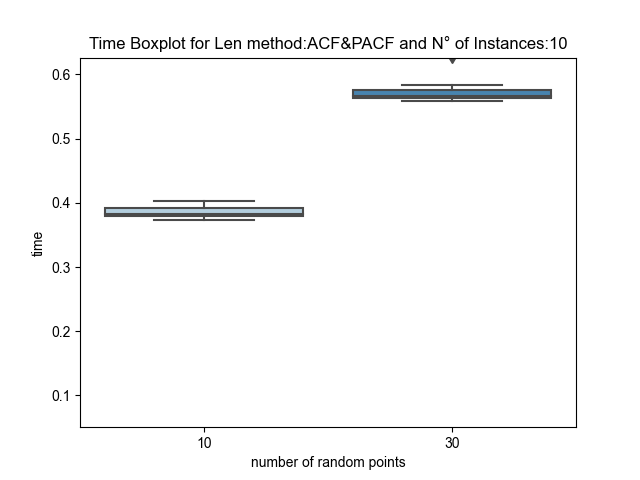 Time Boxplot for Len method:ACF&PACF and N° of Instances:10
0.6
0.5
0.4
0.3
0.2
0.1
time
10 30
number of random points